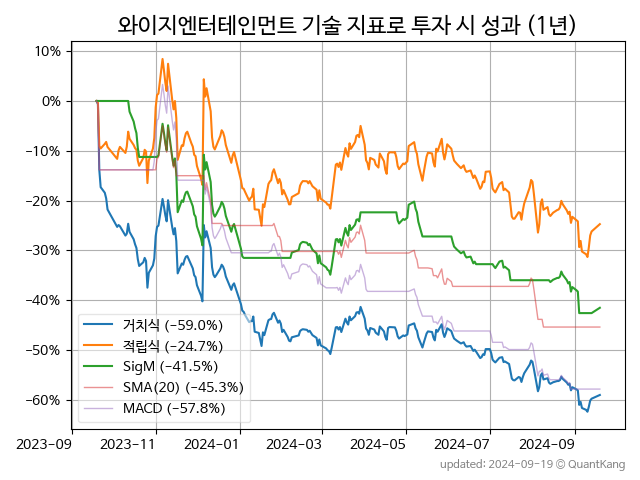 와이지엔터테인먼트 기술 지표로 투자 시 성과 (1년)
10%
0%
−10%
−20%
−30%
−40%
−50%
−60%
거치식 (−59.0%)
적립식 (−24.7%)
SigM (−41.5%)
SMA(20) (−45.3%)
MACD (−57.8%)
2023-09
2023-11
2024-01
2024-03
2024-05
2024-07
2024-09
updated: 2024-09-19 © QuantKang